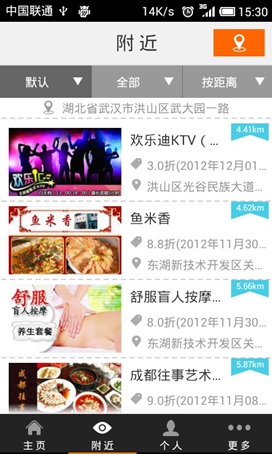 中国联通
14K/s
3G
15:30
附近
默认
全部
按距离
湖北省武汉市洪山区武大园一路
4.41km
欢乐迪KTV（...
3.0折(2012年12月01...
洪山区光谷民族大道...
欢乐迪
4.62km
鱼米香
8.8折(2012年11月30...
东湖新技术开发区关...
鱼米香
5.66km
舒服盲人按摩...
8.0折(2012年11月30...
东湖新技术开发区关...
舒服
盲人按摩
养生套餐
5.87km
成都往事艺术...
9.0折(2012年11月08...
成都往事
主页
附近
个人
更多